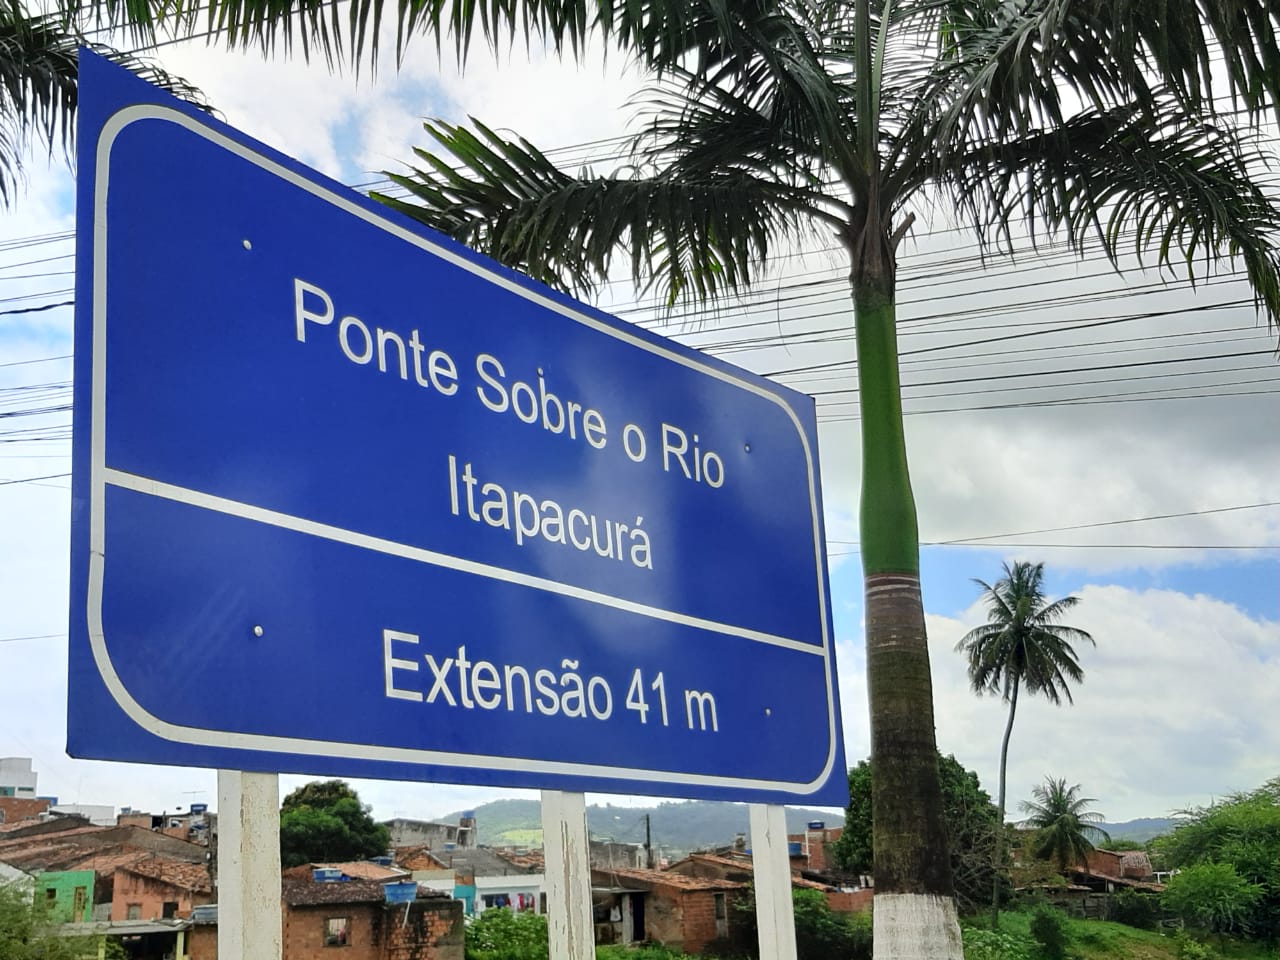 Ponte Sobre o Rio
Itapacurá
Extensão 41 m